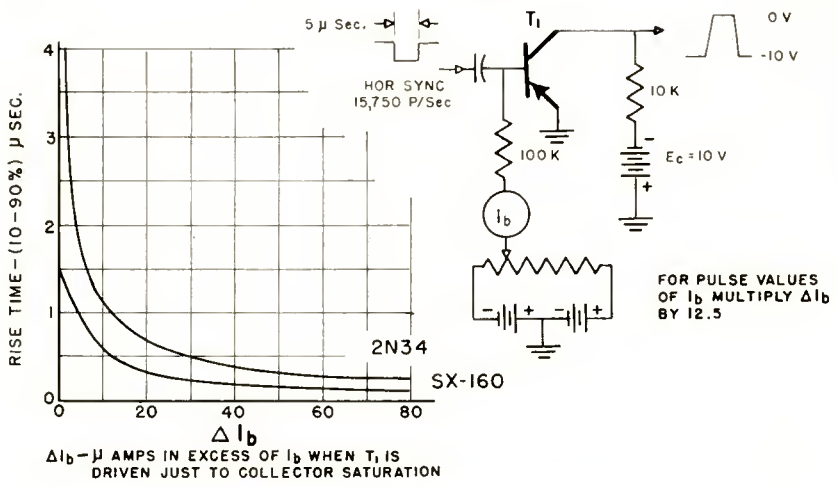 5 μ Sec.
HOR SYNC
15,750 P/Sec
T₁
0 V
-10 V
10 K
-
Ec = 10 V
+
100 K
Ib
- + - +
FOR PULSE VALUES
OF Ib MULTIPLY ΔIb
BY 12.5
RISE TIME-(10-90%) μ SEC.
4
3
2
1
0
2N34
SX-160
0 20 40 60 80
Δ Ib
ΔIb-μ AMPS IN EXCESS OF Ib WHEN T₁ IS
DRIVEN JUST TO COLLECTOR SATURATION